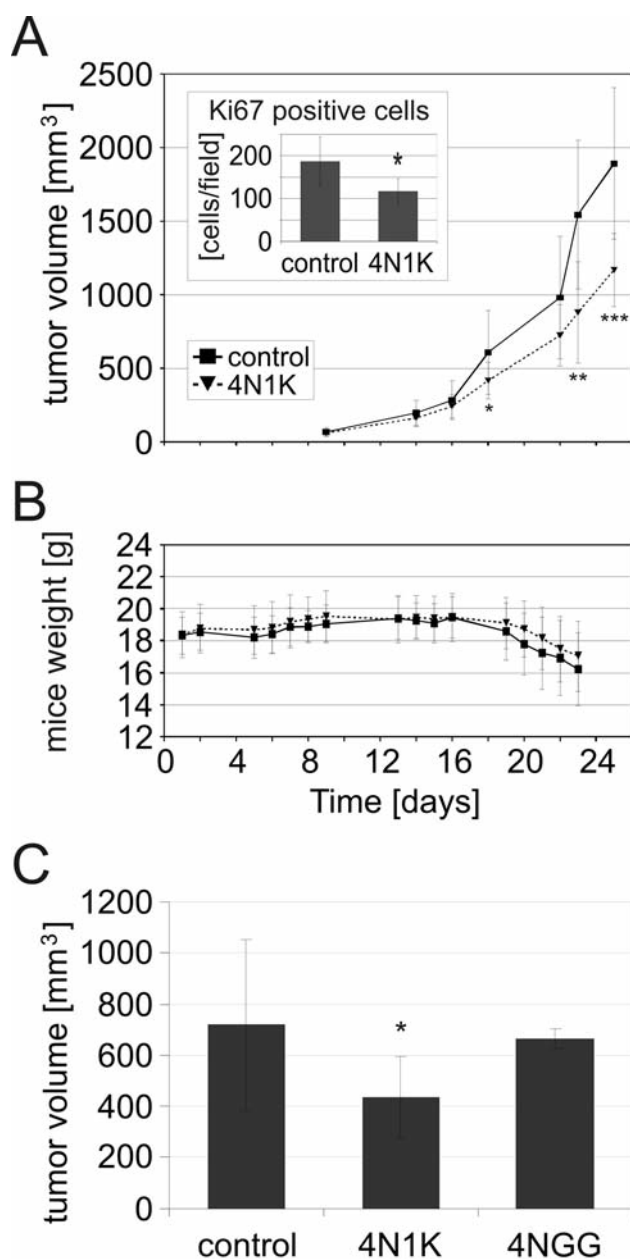 A
tumor volume [mm³]
2500
2000
1500
1000
500
0
Ki67 positive cells
[cells/field]
200
100
0
*
control 4N1K
control
4N1K
*
**
***
B
mice weight [g]
24
22
20
18
16
14
12
0 4 8 12 16 20 24
Time [days]
C
tumor volume [mm³]
1200
1000
800
600
400
200
0
*
control 4N1K 4NGG